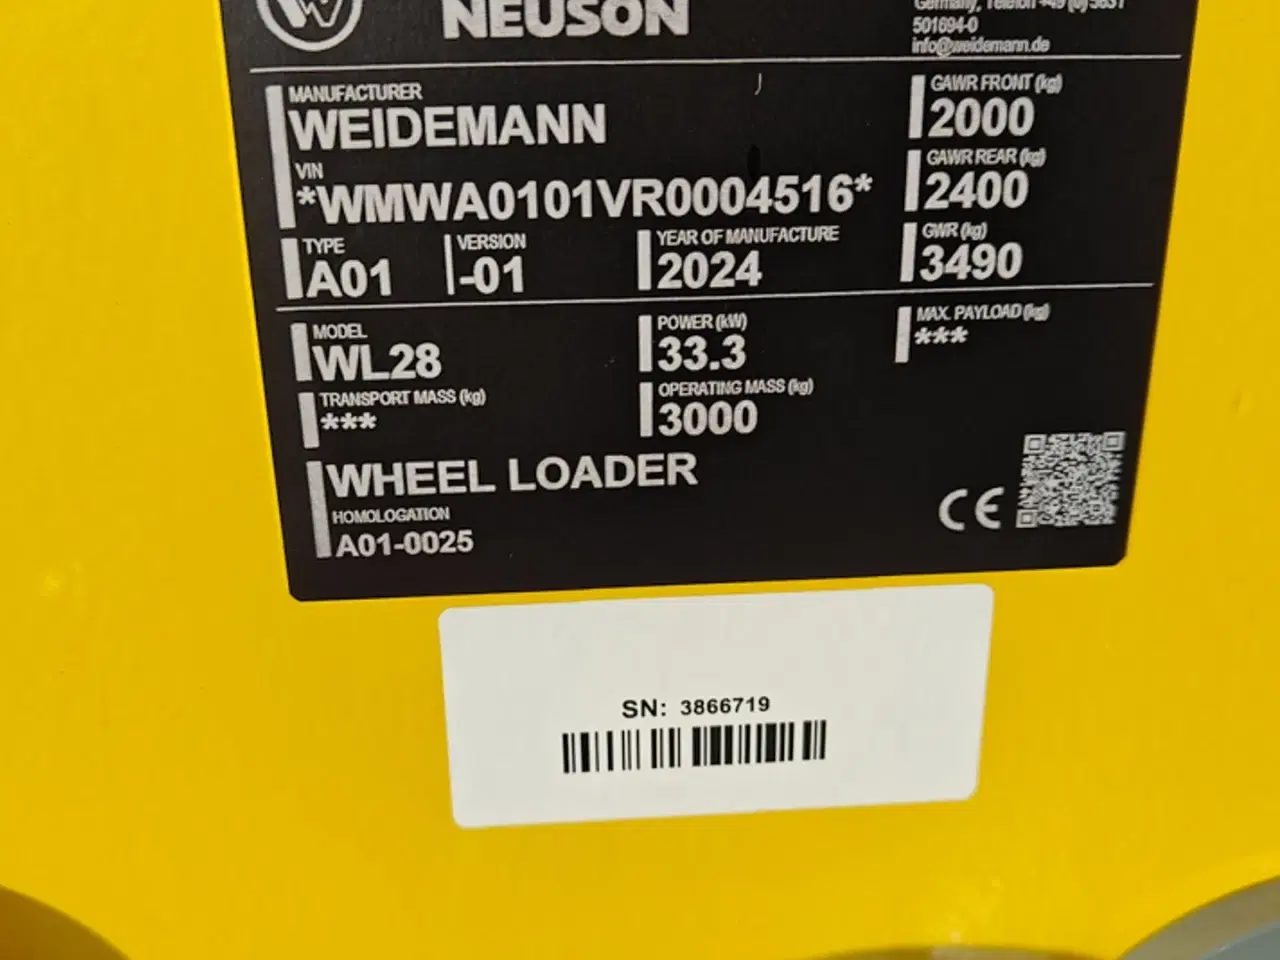 NEUSON
501694-0
info@weidemann.de
MANUFACTURER
WEIDEMANN
VIN
*WMWA0101VR0004516*
TYPE
A01
VERSION
-01
YEAR OF MANUFACTURE
2024
GAWR FRONT (kg)
2000
GAWR REAR (kg)
2400
GWR (kg)
3490
MODEL
WL28
POWER (kW)
33.3
MAX. PAYLOAD (kg)
***
TRANSPORT MASS (kg)
***
OPERATING MASS (kg)
3000
WHEEL LOADER
HOMOLOGATION
A01-0025
CE
SN: 3866719